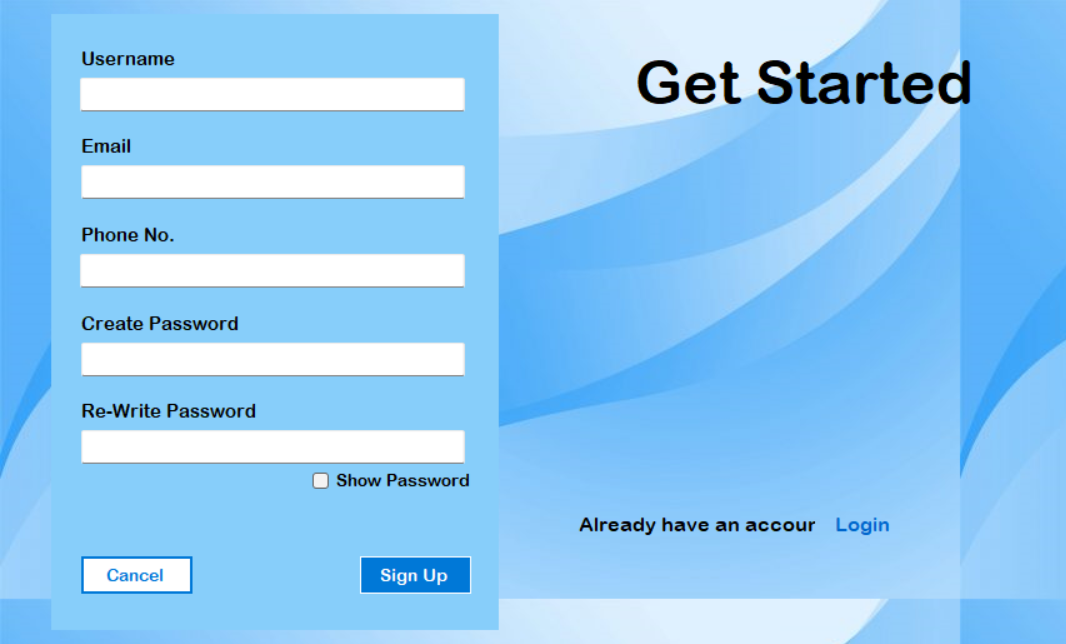 Username
Email
Phone No.
Create Password
Re-Write Password
Show Password
Cancel
Sign Up
Get Started
Already have an accour Login